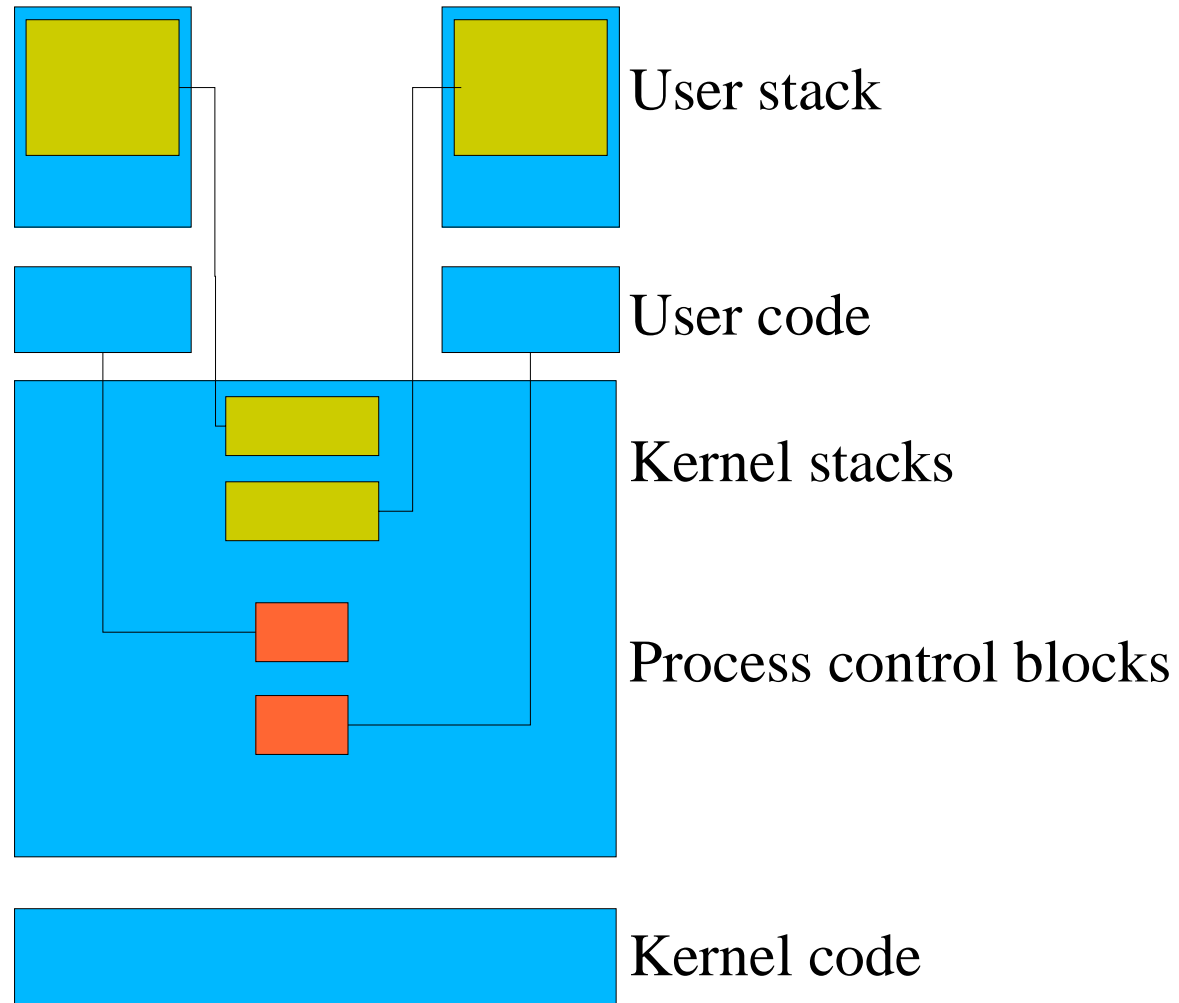 User stack
User code
Kernel stacks
Process control blocks
Kernel code